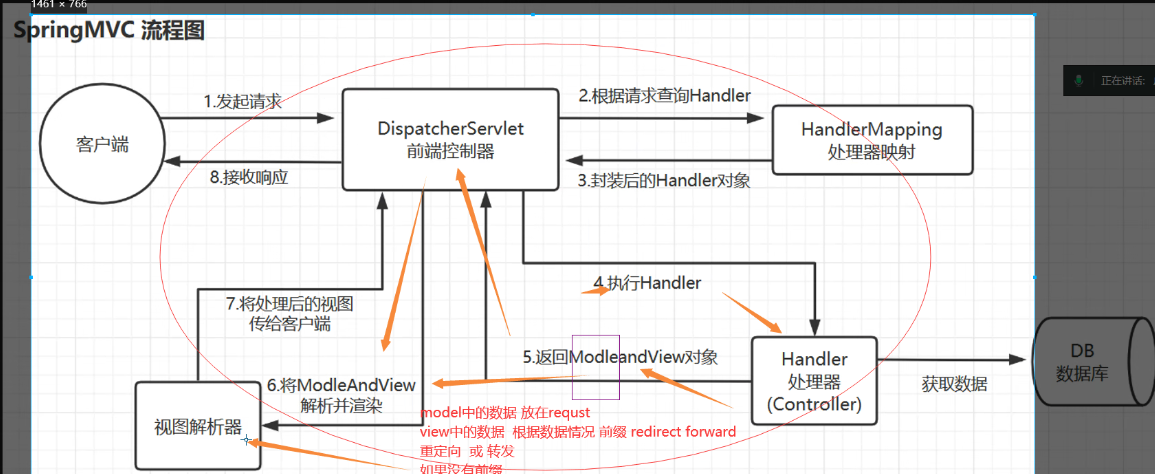 1461 × 766
SpringMVC 流程图
1.发起请求
2.根据请求查询Handler
客户端
DispatcherServlet
前端控制器
HandlerMapping
处理器映射
正在讲话:
8.接收响应
3.封装后的Handler对象
4.执行Handler
7.将处理后的视图
传给客户端
5.返回ModleandView对象
Handler
处理器
(Controller)
DB
数据库
获取数据
6.将ModleAndView
解析并渲染
视图解析器
model中的数据 放在requst
view中的数据 根据数据情况 前缀 redirect forward
重定向 或 转发
如果没有前缀